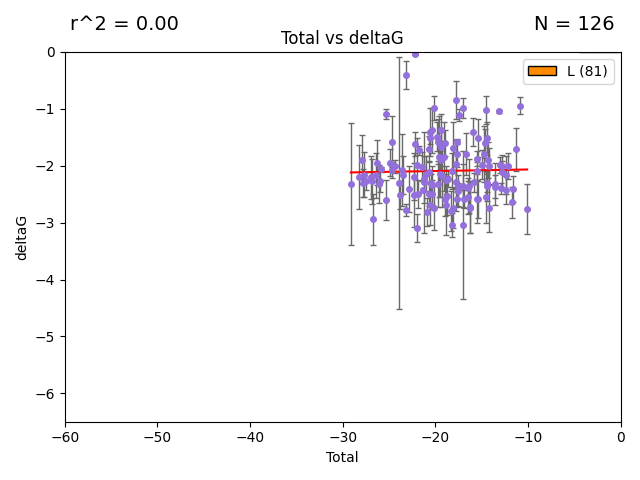 r^2 = 0.00
N = 126
Total vs deltaG
L (81)
deltaG
0
−1
−2
−3
−4
−5
−6
−60
−50
−40
−30
−20
−10
0
Total